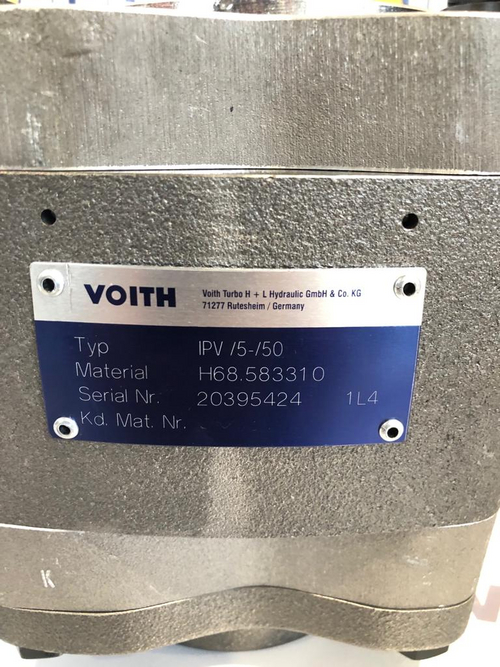 VOITH
Voith Turbo H + L Hydraulic GmbH & Co. KG
71277 Rutesheim / Germany
Typ IPV /5-/50
Material H68.583310
Serial Nr. 20395424 1L4
Kd. Mat. Nr.
K